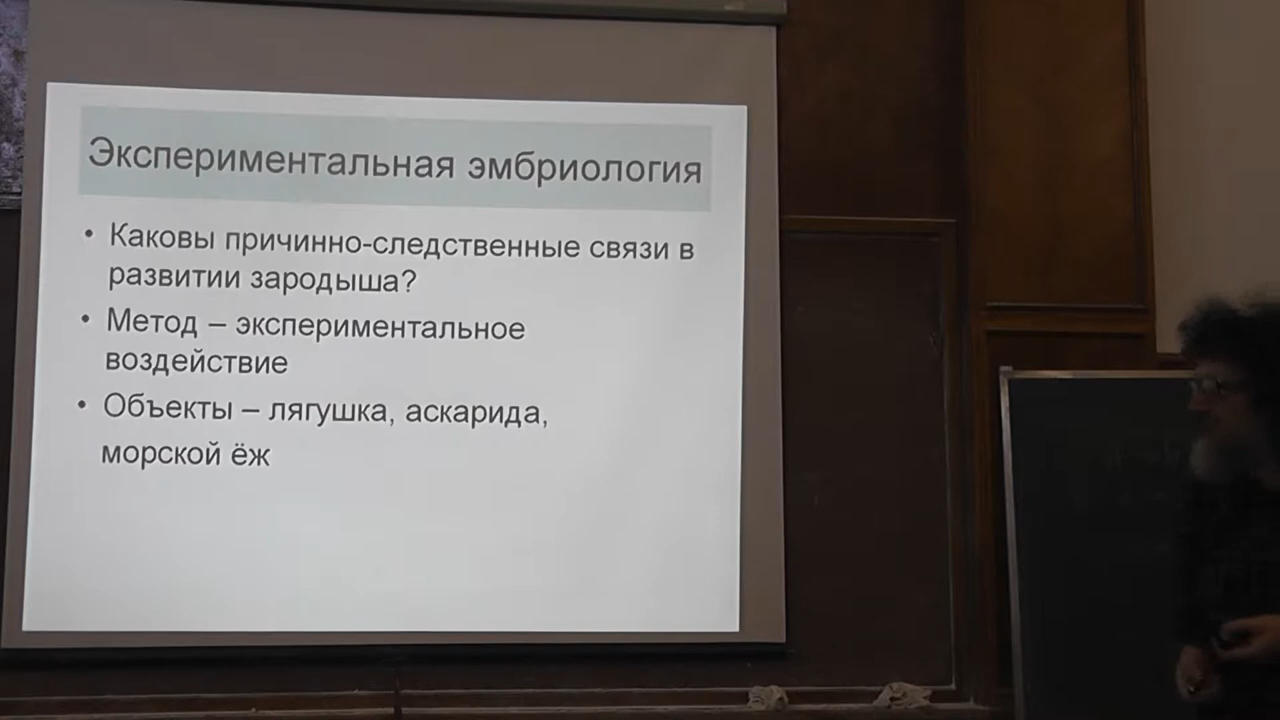 Экспериментальная эмбриология
• Каковы причинно-следственные связи в
развитии зародыша?
• Метод – экспериментальное
воздействие
• Объекты – лягушка, аскарида,
морской ёж